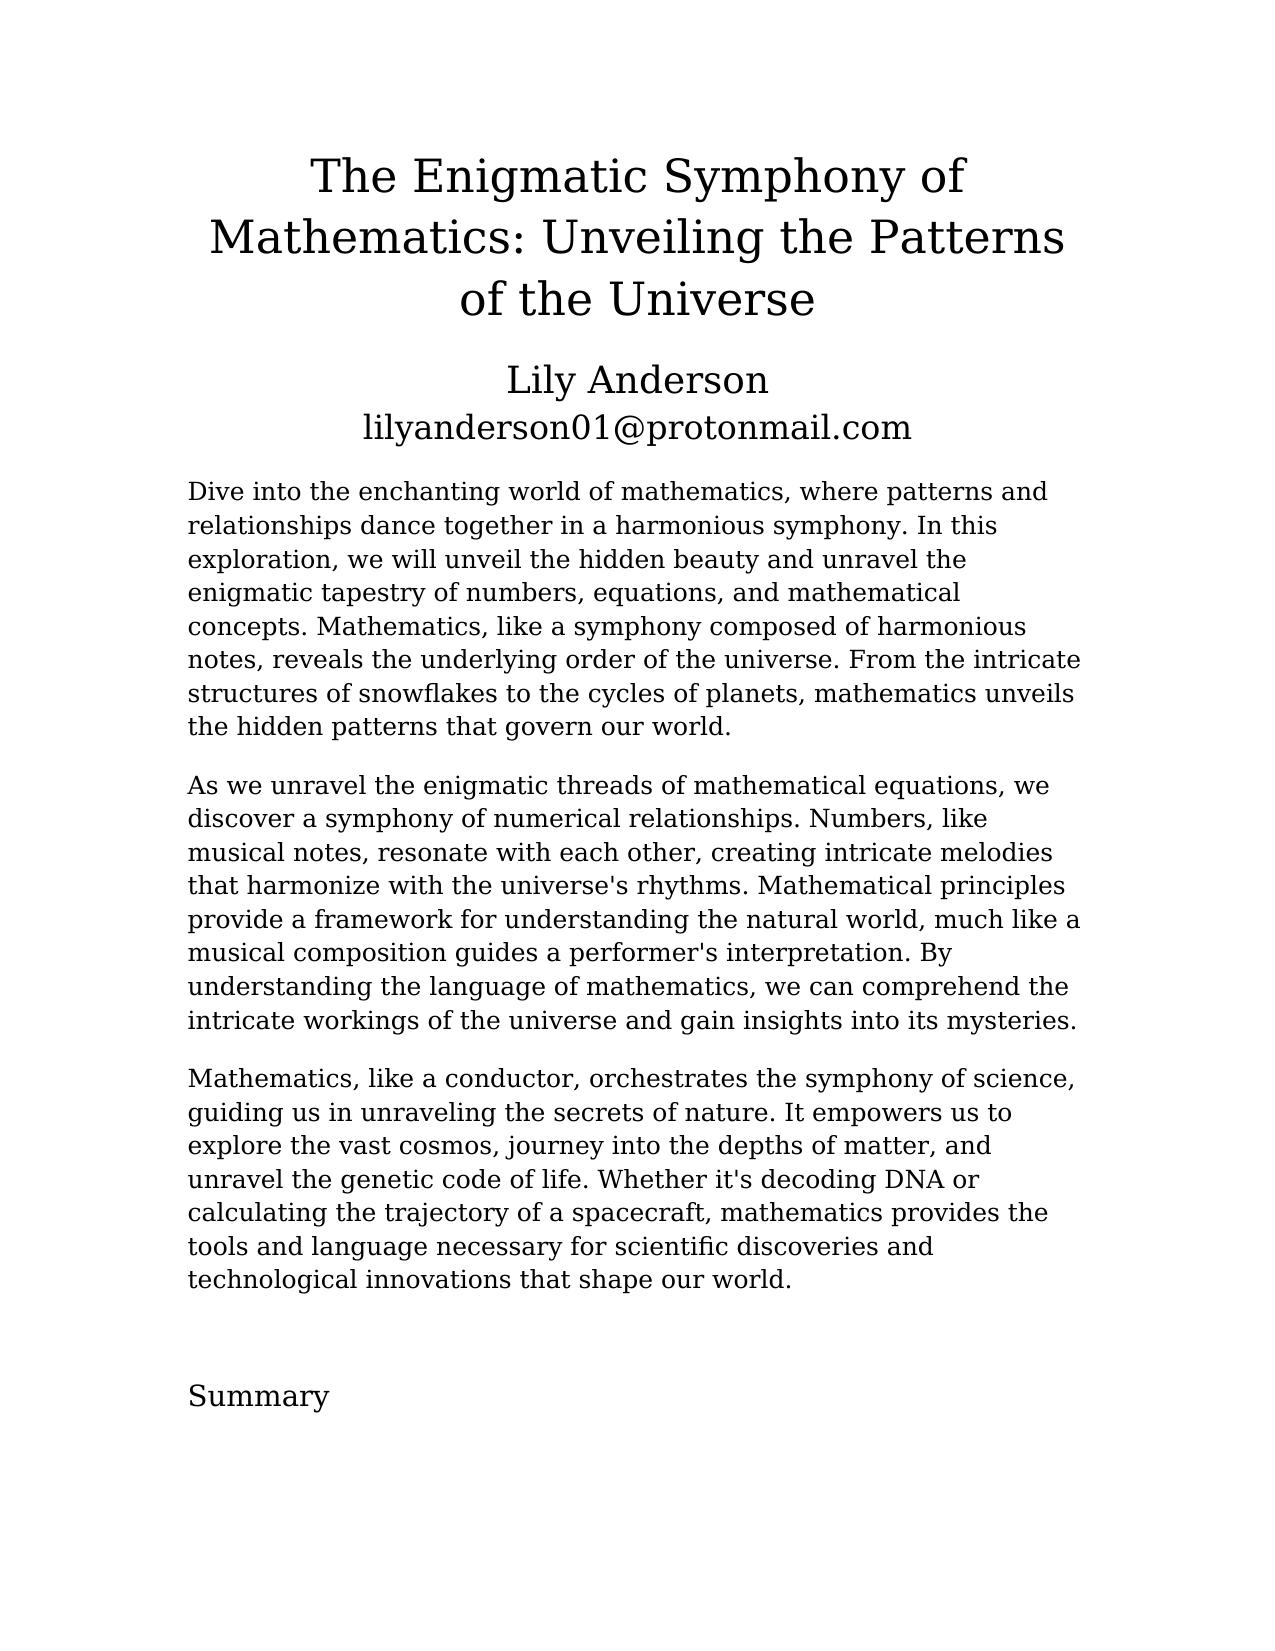 The Enigmatic Symphony of
Mathematics: Unveiling the Patterns
of the Universe
Lily Anderson
lilyanderson01@protonmail.com
Dive into the enchanting world of mathematics, where patterns and
relationships dance together in a harmonious symphony. In this
exploration, we will unveil the hidden beauty and unravel the
enigmatic tapestry of numbers, equations, and mathematical
concepts. Mathematics, like a symphony composed of harmonious
notes, reveals the underlying order of the universe. From the intricate
structures of snowflakes to the cycles of planets, mathematics unveils
the hidden patterns that govern our world.
As we unravel the enigmatic threads of mathematical equations, we
discover a symphony of numerical relationships. Numbers, like
musical notes, resonate with each other, creating intricate melodies
that harmonize with the universe's rhythms. Mathematical principles
provide a framework for understanding the natural world, much like a
musical composition guides a performer's interpretation. By
understanding the language of mathematics, we can comprehend the
intricate workings of the universe and gain insights into its mysteries.
Mathematics, like a conductor, orchestrates the symphony of science,
guiding us in unraveling the secrets of nature. It empowers us to
explore the vast cosmos, journey into the depths of matter, and
unravel the genetic code of life. Whether it's decoding DNA or
calculating the trajectory of a spacecraft, mathematics provides the
tools and language necessary for scientific discoveries and
technological innovations that shape our world.
Summary